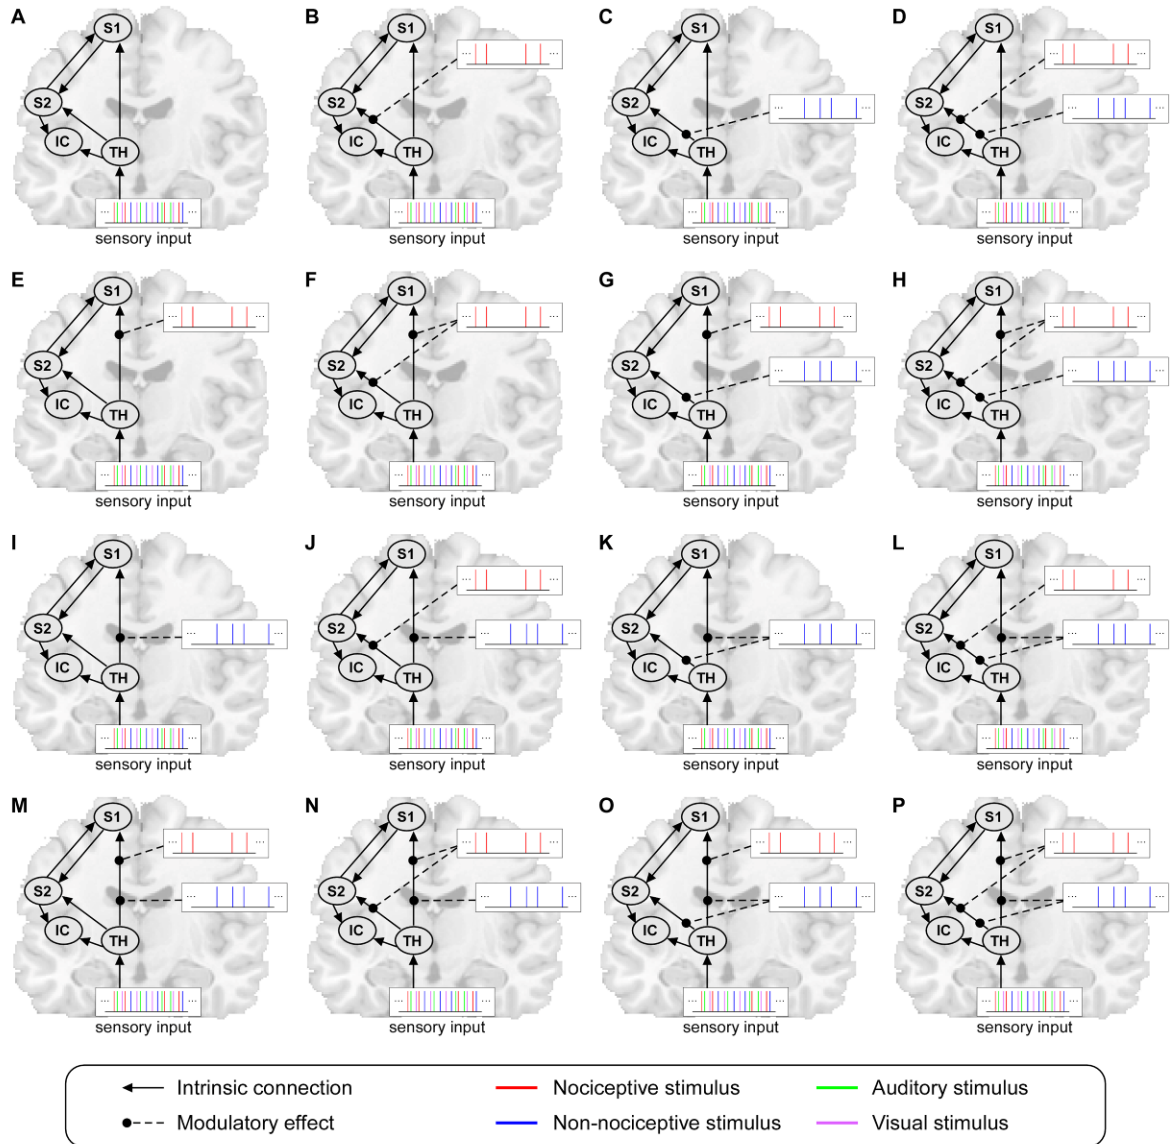 A B C D
S1 S1 S1 S1
... ... ... ... ...
S2 S2 S2 S2
... ... ... ...
IC TH IC TH IC TH IC TH
... ... ... ... ... ... ... ...
sensory input sensory input sensory input sensory input
E F G H
S1 S1 S1 S1
... ... ... ... ... ... ... ...
S2 S2 S2 S2
... ... ... ...
IC TH IC TH IC TH IC TH
... ... ... ... ... ... ... ...
sensory input sensory input sensory input sensory input
I J K L
S1 S1 S1 S1
... ... ... ...
S2 S2 S2 S2
... ... ... ... ... ... ... ...
IC TH IC TH IC TH IC TH
... ... ... ... ... ... ... ...
sensory input sensory input sensory input sensory input
M N O P
S1 S1 S1 S1
... ... ... ... ... ... ... ...
S2 S2 S2 S2
... ... ... ... ... ... ... ...
IC TH IC TH IC TH IC TH
... ... ... ... ... ... ... ...
sensory input sensory input sensory input sensory input
Intrinsic connection Nociceptive stimulus Auditory stimulus
Modulatory effect Non-nociceptive stimulus Visual stimulus